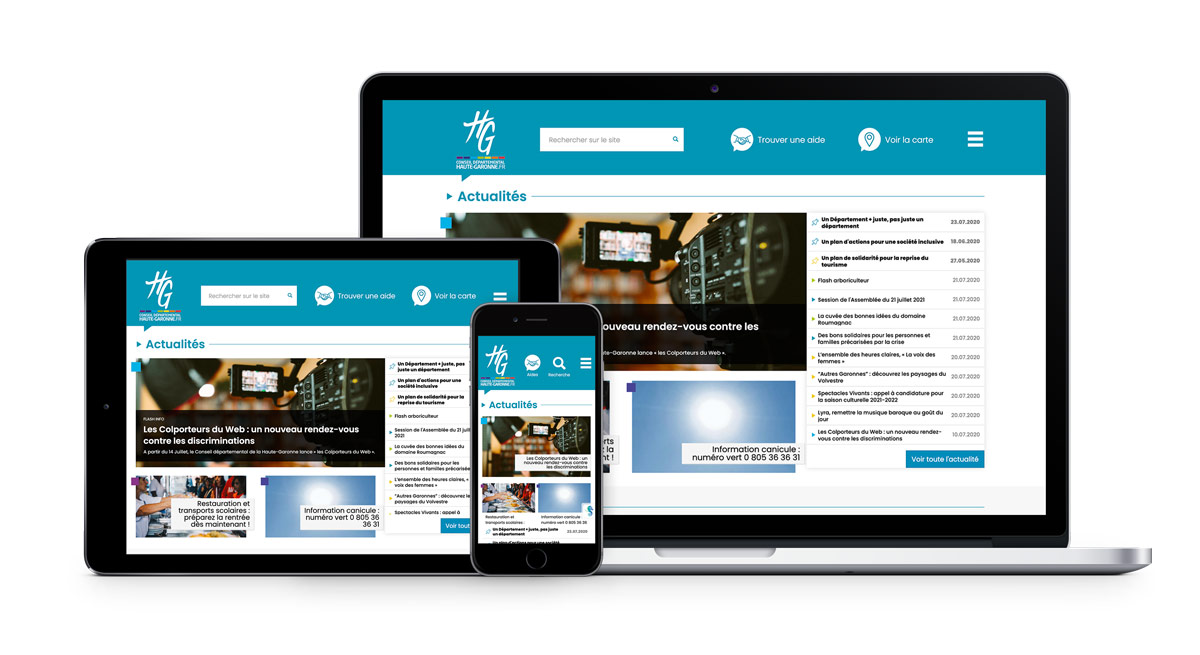 HG
CONSEIL DÉPARTEMENTAL
HAUTE-GARONNE.FR
Rechercher sur le site
Trouver une aide
Voir la carte
Actualités
Un Département + juste, pas juste un
département
23.07.2020
Un plan d'actions pour une société inclusive
18.06.2020
Un plan de solidarité pour la reprise du
tourisme
27.05.2020
Flash arboriculteur
21.07.2020
Session de l'Assemblée du 21 juillet 2021
21.07.2020
La cuvée des bonnes idées du domaine
Roumagnac
21.07.2020
Des bons solidaires pour les personnes et
familles précarisées par la crise
21.07.2020
L'ensemble des heures claires, « La voix des
femmes »
20.07.2020
"Autres Garonnes" : découvrez les paysages du
Volvestre
20.07.2020
Spectacles Vivants : appel à candidature pour
la saison culturelle 2021-2022
20.07.2020
Lyra, remettre la musique baroque au goût du
jour
20.07.2020
Les Colporteurs du Web : un nouveau rendez-
vous contre les discriminations
10.07.2020
Voir toute l'actualité
nouveau rendez-vous contre les
Haute-Garonne lance « les Colporteurs du Web ».
Information canicule :
numéro vert 0 805 36 36
31
HG
CONSEIL DÉPARTEMENTAL
HAUTE-GARONNE.FR
Rechercher sur le site
Trouver une aide
Voir la carte
Actualités
FLASH INFO
Les Colporteurs du Web : un nouveau rendez-vous
contre les discriminations
A partir du 14 Juillet, le Conseil départemental de la Haute-Garonne lance « les Colporteurs du Web ».
Un Département + juste, pas
juste un département
Un plan d'actions pour une
société inclusive
Un plan de solidarité pour la
reprise du tourisme
Flash arboriculteur
Session de l'Assemblée du 21 juil
2021
La cuvée des bonnes idées du
domaine Roumagnac
Des bons solidaires pour les
personnes et familles précarisée
L'ensemble des heures claires, «
La voix des femmes »
"Autres Garonnes" : découvrez le
paysages du Volvestre
Spectacles Vivants : appel à
Voir tout
Restauration et
transports scolaires :
préparez la rentrée
dès maintenant !
Information canicule :
numéro vert 0 805 36
36 31
HG
CONSEIL DÉPARTEMENTAL
HAUTE-GARONNE.FR
Aides
Recherche
Actualités
Les Colporteurs du Web : un
nouveau rendez-vous contre
les discriminations
Restauration et
transports scolaires :
Information canicule :
numéro vert 0 805 36 36
Un Département + juste, pas juste
un département
23.07.2020
Un plan d'actions pour une société